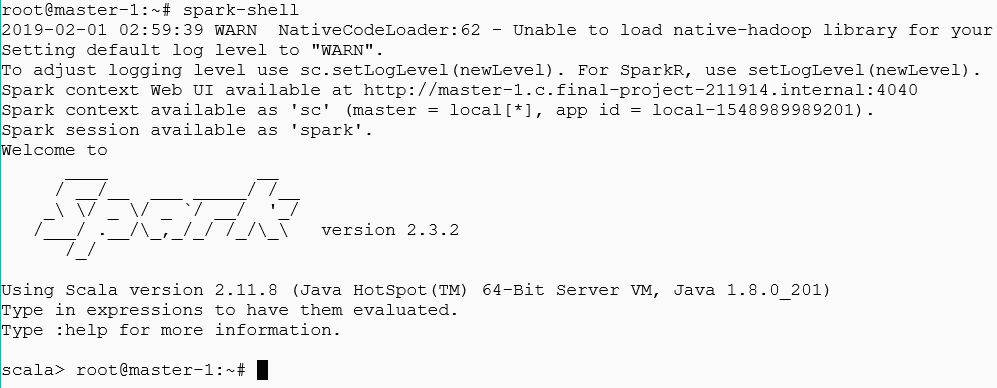 root@master-1:~# spark-shell
2019-02-01 02:59:39 WARN  NativeCodeLoader:62 - Unable to load native-hadoop library for your
Setting default log level to "WARN".
To adjust logging level use sc.setLogLevel(newLevel). For SparkR, use setLogLevel(newLevel).
Spark context Web UI available at http://master-1.c.final-project-211914.internal:4040
Spark context available as 'sc' (master = local[*], app id = local-1548989989201).
Spark session available as 'spark'.
Welcome to
      ____              __
     / __/__  ___ _____/ /__
    _\ \/ _ \/ _ `/ __/  '_/
   /___/ .__/\_,_/_/ /_/\_\   version 2.3.2
      /_/
Using Scala version 2.11.8 (Java HotSpot(TM) 64-Bit Server VM, Java 1.8.0_201)
Type in expressions to have them evaluated.
Type :help for more information.
scala> root@master-1:~#